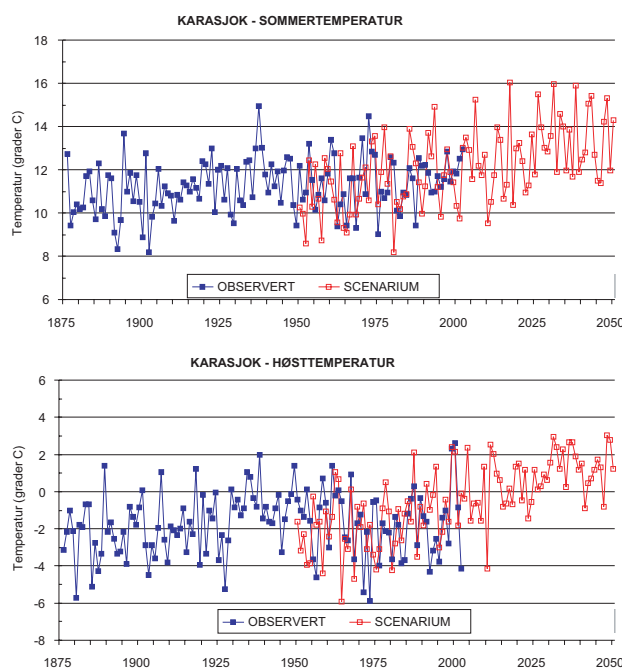 KARASJOK - SOMMERTEMPERATUR
18
16
14
12
10
8
6
Temperatur (grader C)
OBSERVERT SCENARIUM
1875 1900 1925 1950 1975 2000 2025 2050
KARASJOK - HØSTTEMPERATUR
6
4
2
0
-2
-4
-6
-8
Temperatur (grader C)
OBSERVERT SCENARIUM
1875 1900 1925 1950 1975 2000 2025 2050